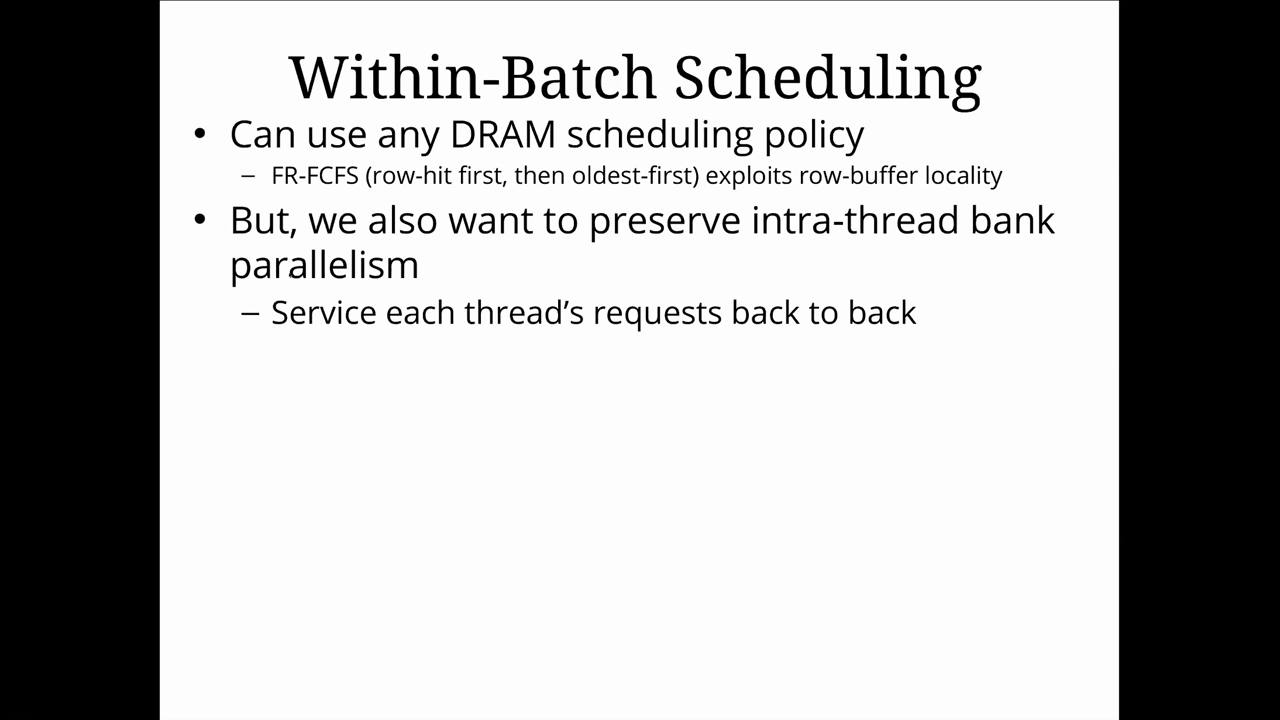 Within-Batch Scheduling
• Can use any DRAM scheduling policy
– FR-FCFS (row-hit first, then oldest-first) exploits row-buffer locality
• But, we also want to preserve intra-thread bank
parallelism
– Service each thread’s requests back to back